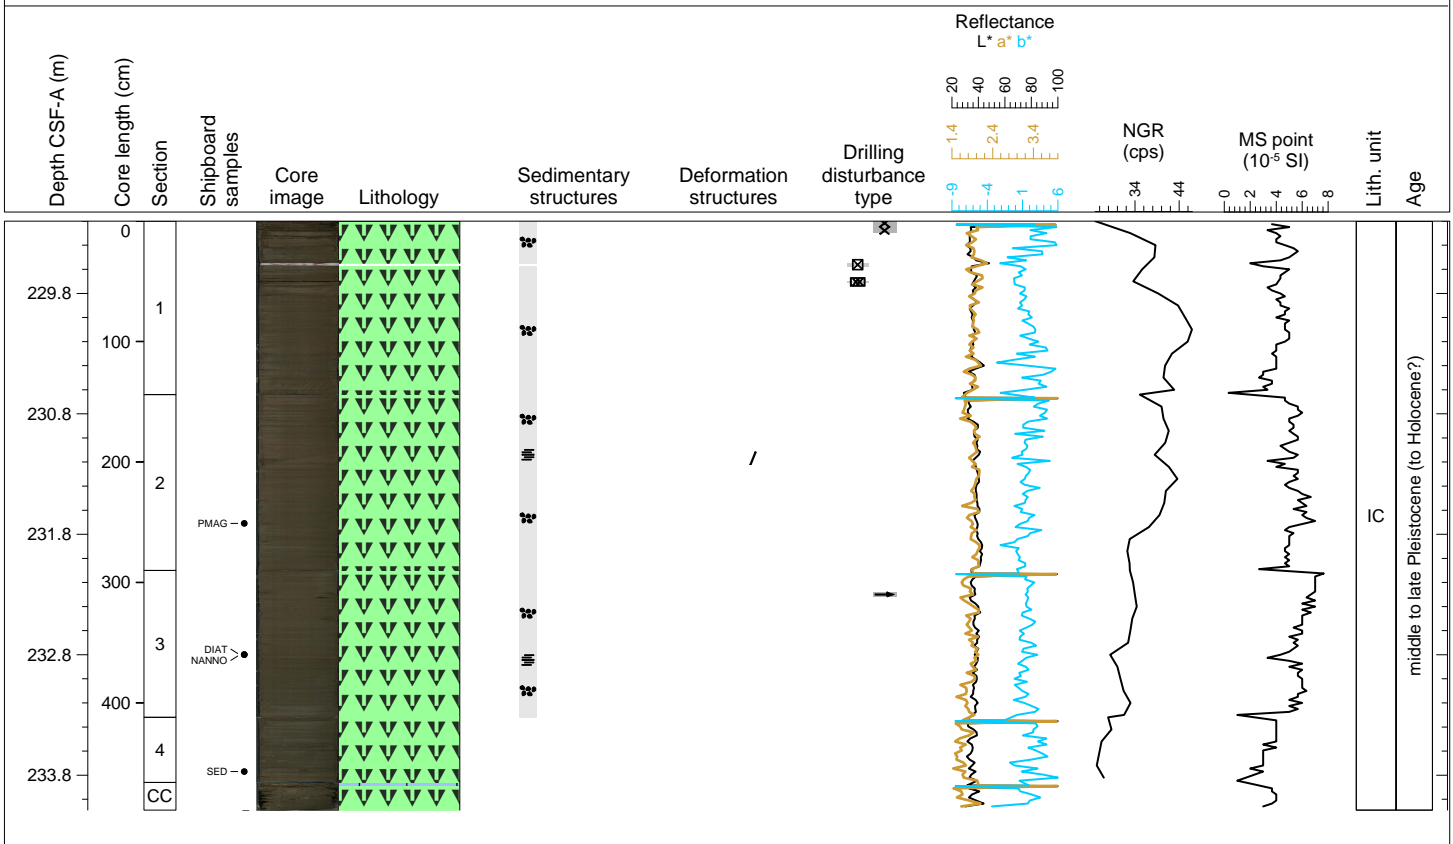 Depth CSF-A (m)
Core length (cm)
Section
Shipboard
samples
Core
image
Lithology
Sedimentary
structures
Deformation
structures
Drilling
disturbance
type
Reflectance
L* a* b*
20 40 60 80 100
1.4 2.4 3.4
-9 -4 1 6
NGR
(cps)
34 44
MS point
(10-5 SI)
0 2 4 6 8
Lith. unit
Age
0
229.8
1
100
230.8
200
2
PMAG
231.8
IC
middle to late Pleistocene (to Holocene?)
300
3
DIAT
NANNO
232.8
400
4
SED
233.8
CC